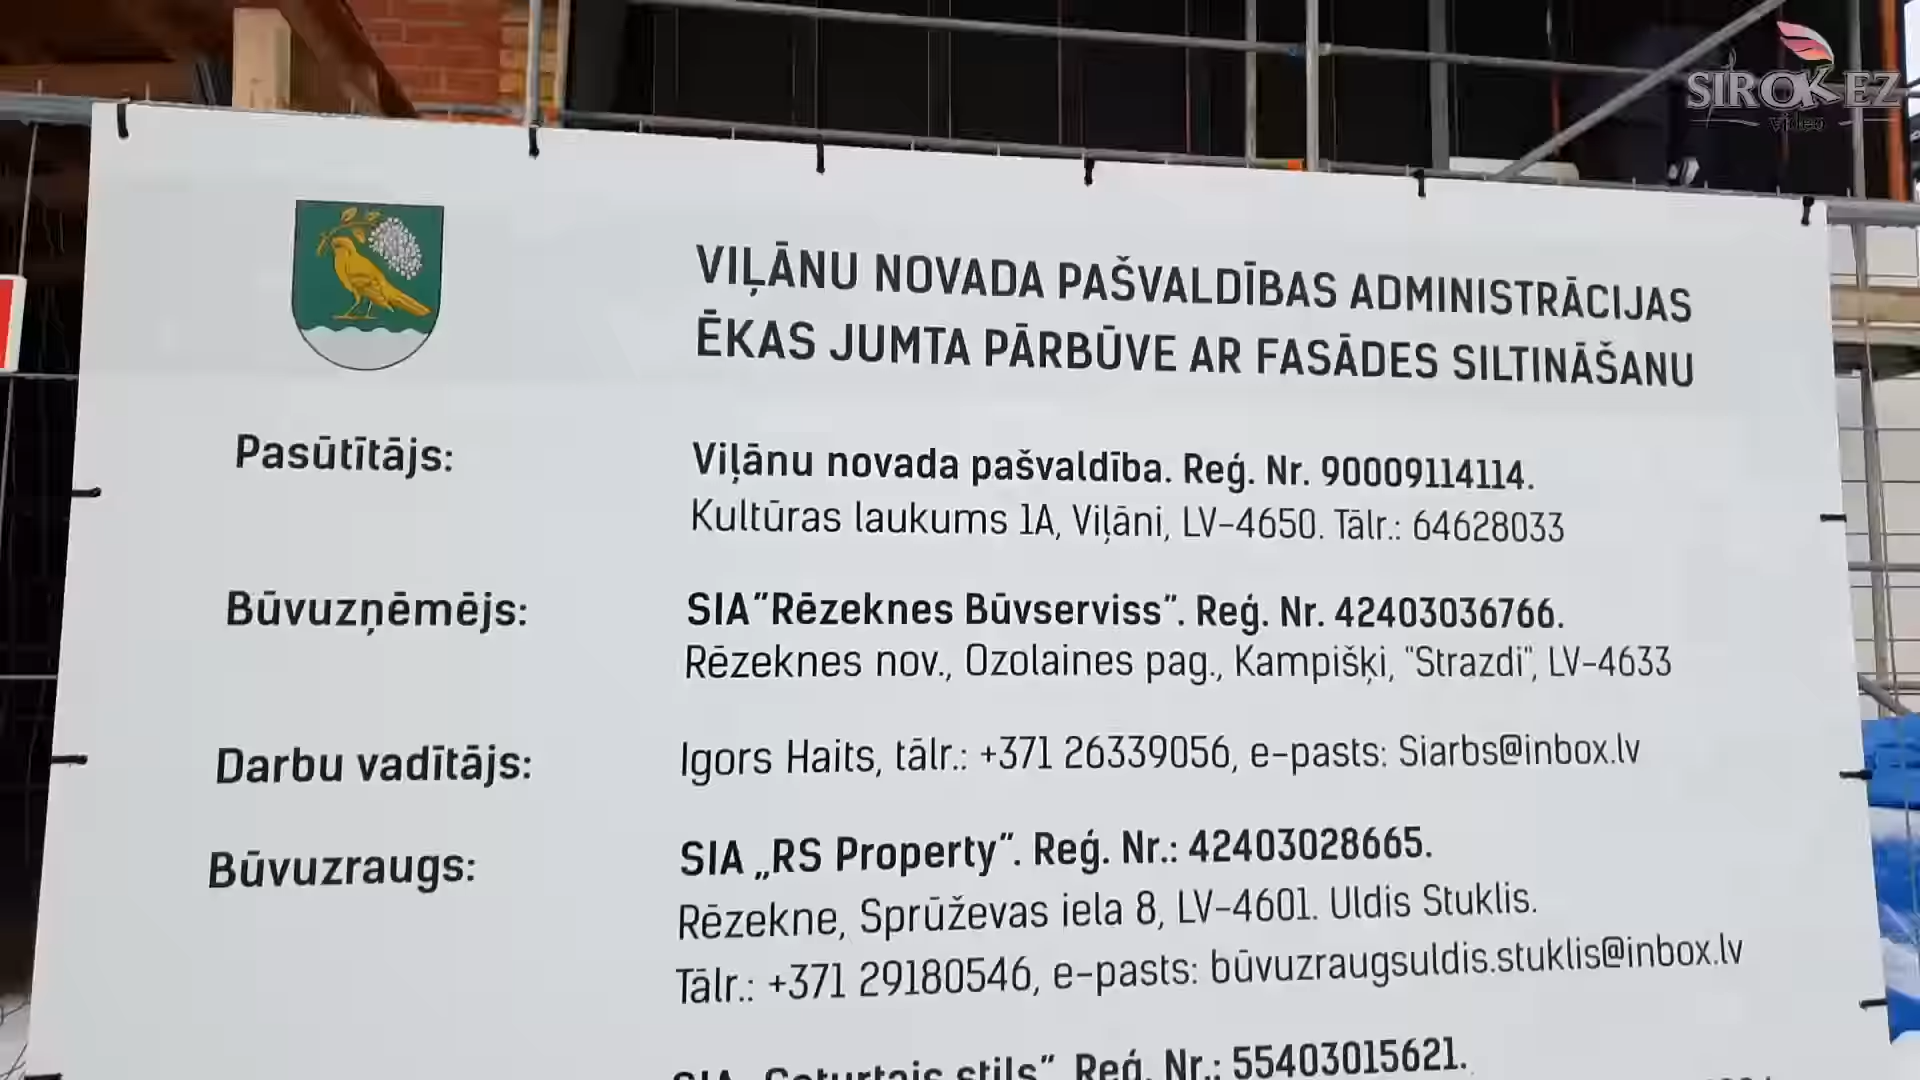 SIROKEZ
video
VIĻĀNU NOVADA PAŠVALDĪBAS ADMINISTRĀCIJAS
ĒKAS JUMTA PĀRBŪVE AR FASĀDES SILTINĀŠANU
Pasūtītājs:
Viļānu novada pašvaldība. Reģ. Nr. 90009114114.
Kultūras laukums 1A, Viļāni, LV-4650. Tālr.: 64628033
Būvuzņēmējs:
SIA"Rēzeknes Būvserviss". Reģ. Nr. 42403036766.
Rēzeknes nov., Ozolaines pag., Kampišķi, "Strazdi", LV-4633
Darbu vadītājs:
Igors Haits, tālr.: +371 26339056, e-pasts: Siarbs@inbox.lv
Būvuzraugs:
SIA „RS Property". Reģ. Nr.: 42403028665.
Rēzekne, Sprūževas iela 8, LV-4601. Uldis Stuklis.
Tālr.: +371 29180546, e-pasts: būvuzraugsuldis.stuklis@inbox.lv
SIA „Ceturtais stils" Reģ. Nr.: 55403015621.